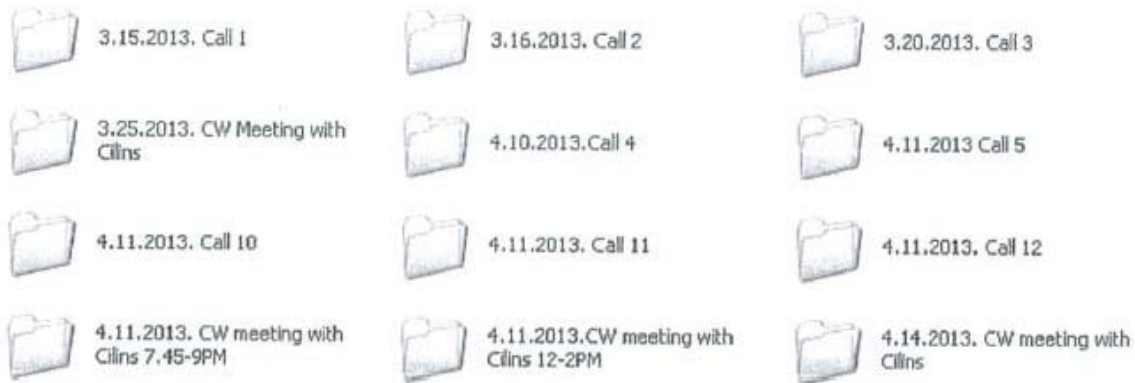 3.15.2013. Call 1
3.16.2013. Call 2
3.20.2013. Call 3
3.25.2013. CW Meeting with
Cilins
4.10.2013.Call 4
4.11.2013 Call 5
4.11.2013. Call 10
4.11.2013. Call 11
4.11.2013. Call 12
4.11.2013. CW meeting with
Cilins 7.45-9PM
4.11.2013.CW meeting with
Cilins 12-2PM
4.14.2013. CW meeting with
Cilins